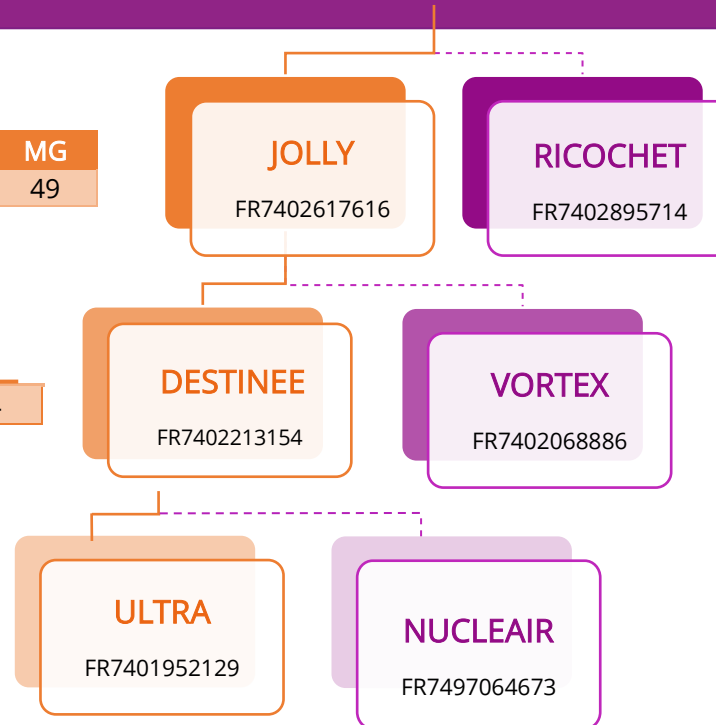 MG
49
JOLLY
FR7402617616
RICOCHET
FR7402895714
DESTINEE
FR7402213154
VORTEX
FR7402068886
ULTRA
FR7401952129
NUCLEAIR
FR7497064673